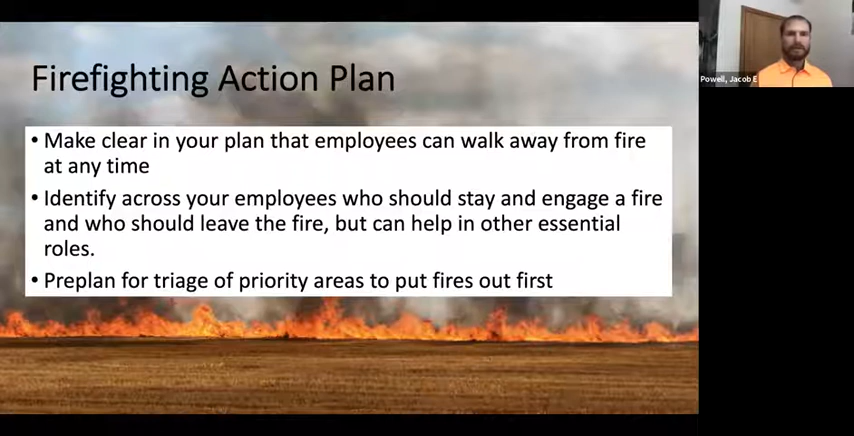 Firefighting Action Plan
• Make clear in your plan that employees can walk away from fire
at any time
• Identify across your employees who should stay and engage a fire
and who should leave the fire, but can help in other essential
roles.
• Preplan for triage of priority areas to put fires out first
Powell, Jacob E